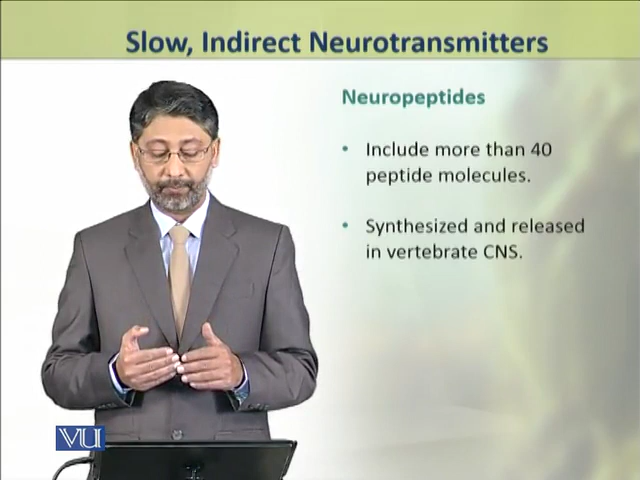 Slow, Indirect Neurotransmitters
Neuropeptides
• Include more than 40
peptide molecules.
• Synthesized and released
in vertebrate CNS.
VU